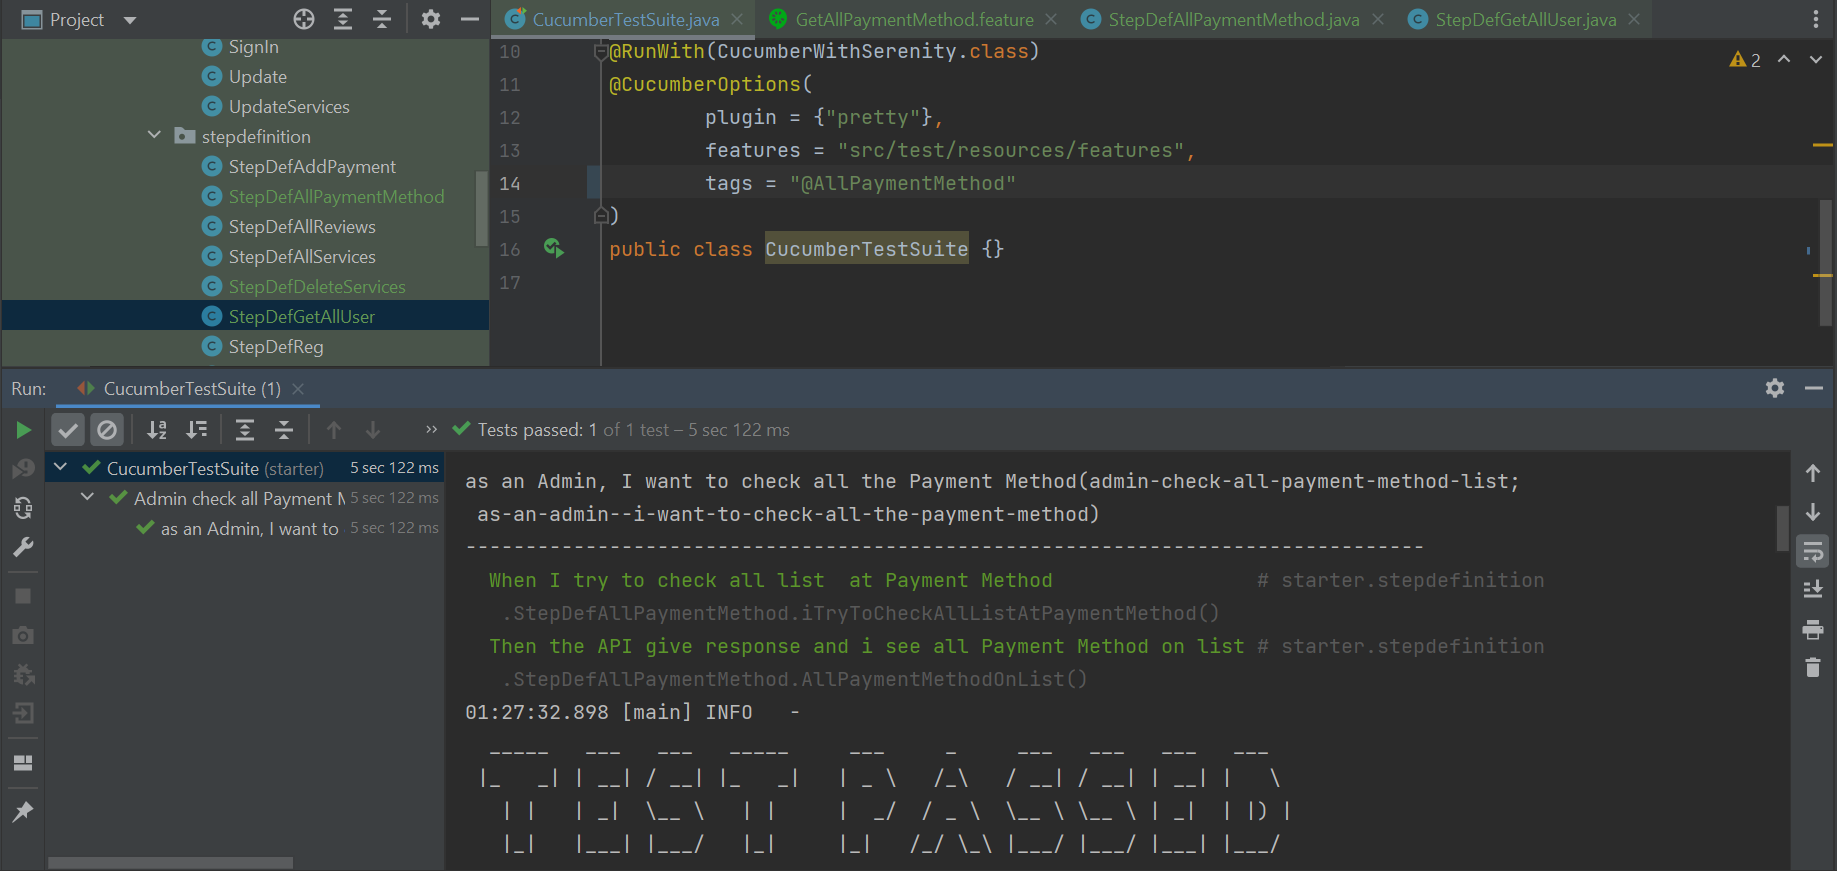 Project
CucumberTestSuite.java
GetAllPaymentMethod.feature
StepDefAllPaymentMethod.java
StepDefGetAllUser.java
SignIn
Update
UpdateServices
stepdefinition
StepDefAddPayment
StepDefAllPaymentMethod
StepDefAllReviews
StepDefAllServices
StepDefDeleteServices
StepDefGetAllUser
StepDefReg
10 @RunWith(CucumberWithSerenity.class)
11 @CucumberOptions(
12 plugin = {"pretty"},
13 features = "src/test/resources/features",
14 tags = "@AllPaymentMethod"
15 )
16 public class CucumberTestSuite {}
17
2
Run: CucumberTestSuite (1)
Tests passed: 1 of 1 test – 5 sec 122 ms
CucumberTestSuite (starter) 5 sec 122 ms
Admin check all Payment M 5 sec 122 ms
as an Admin, I want to 5 sec 122 ms
as an Admin, I want to check all the Payment Method(admin-check-all-payment-method-list;
as-an-admin--i-want-to-check-all-the-payment-method)
--------------------------------------------------------------------------------
When I try to check all list  at Payment Method # starter.stepdefinition
.StepDefAllPaymentMethod.iTryToCheckAllListAtPaymentMethod()
Then the API give response and i see all Payment Method on list # starter.stepdefinition
.StepDefAllPaymentMethod.AllPaymentMethodOnList()
01:27:32.898 [main] INFO   -
TEST PASSED